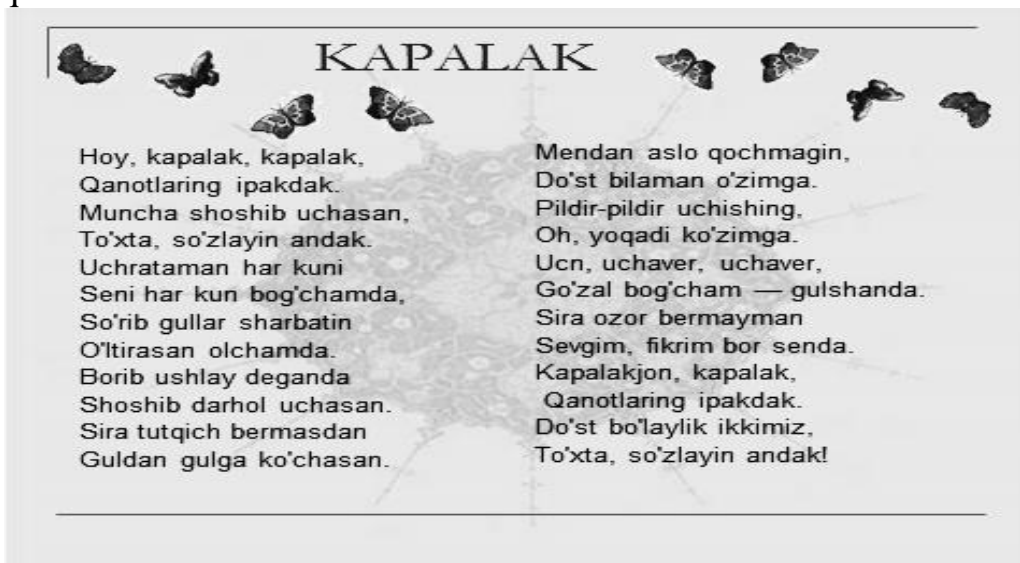 KAPALAK
Hoy, kapalak, kapalak,
Qanotlaring ipakdak.
Muncha shoshib uchasan,
To'xta, so'zlayin andak.
Uchrataman har kuni
Seni har kun bog'chamda,
So'rib gullar sharbatin
O'ltirasan olchamda.
Borib ushlay deganda
Shoshib darhol uchasan.
Sira tutqich bermasdan
Guldan gulga ko'chasan.
Mendan aslo qochmagin,
Do'st bilaman o'zimga.
Pildir-pildir uchishing,
Oh, yoqadi ko'zimga.
Ucn, uchaver, uchaver,
Go'zal bog'cham — gulshanda.
Sira ozor bermayman
Sevgim, fikrim bor senda.
Kapalakjon, kapalak,
Qanotlaring ipakdak.
Do'st bo'laylik ikkimiz,
To'xta, so'zlayin andak!